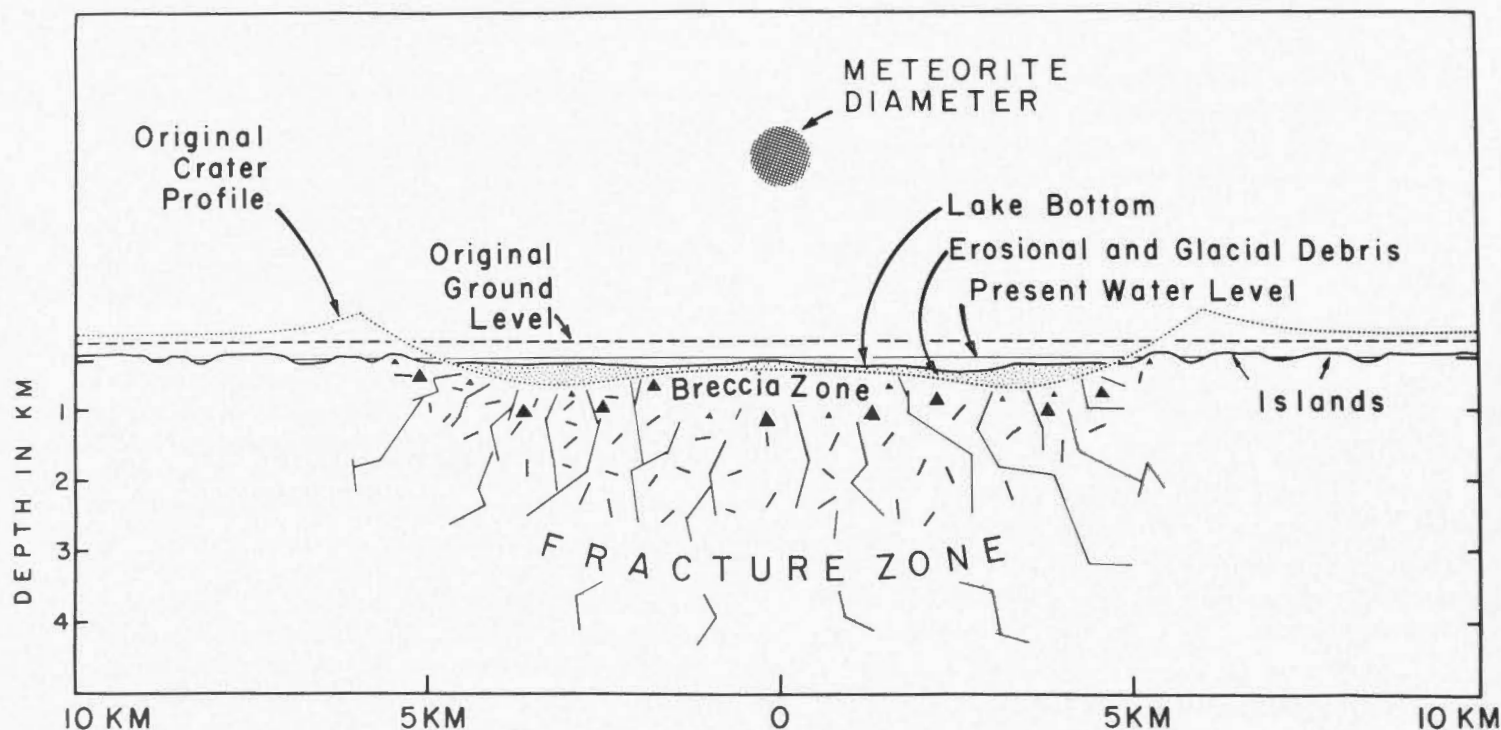 METEORITE
DIAMETER
Original
Crater
Profile
Lake Bottom
Original
Ground
Level
Erosional and Glacial Debris
Present Water Level
Breccia Zone
Islands
DEPTH IN KM
1
2
3
4
FRACTURE ZONE
10 KM
5KM
0
5KM
10 KM